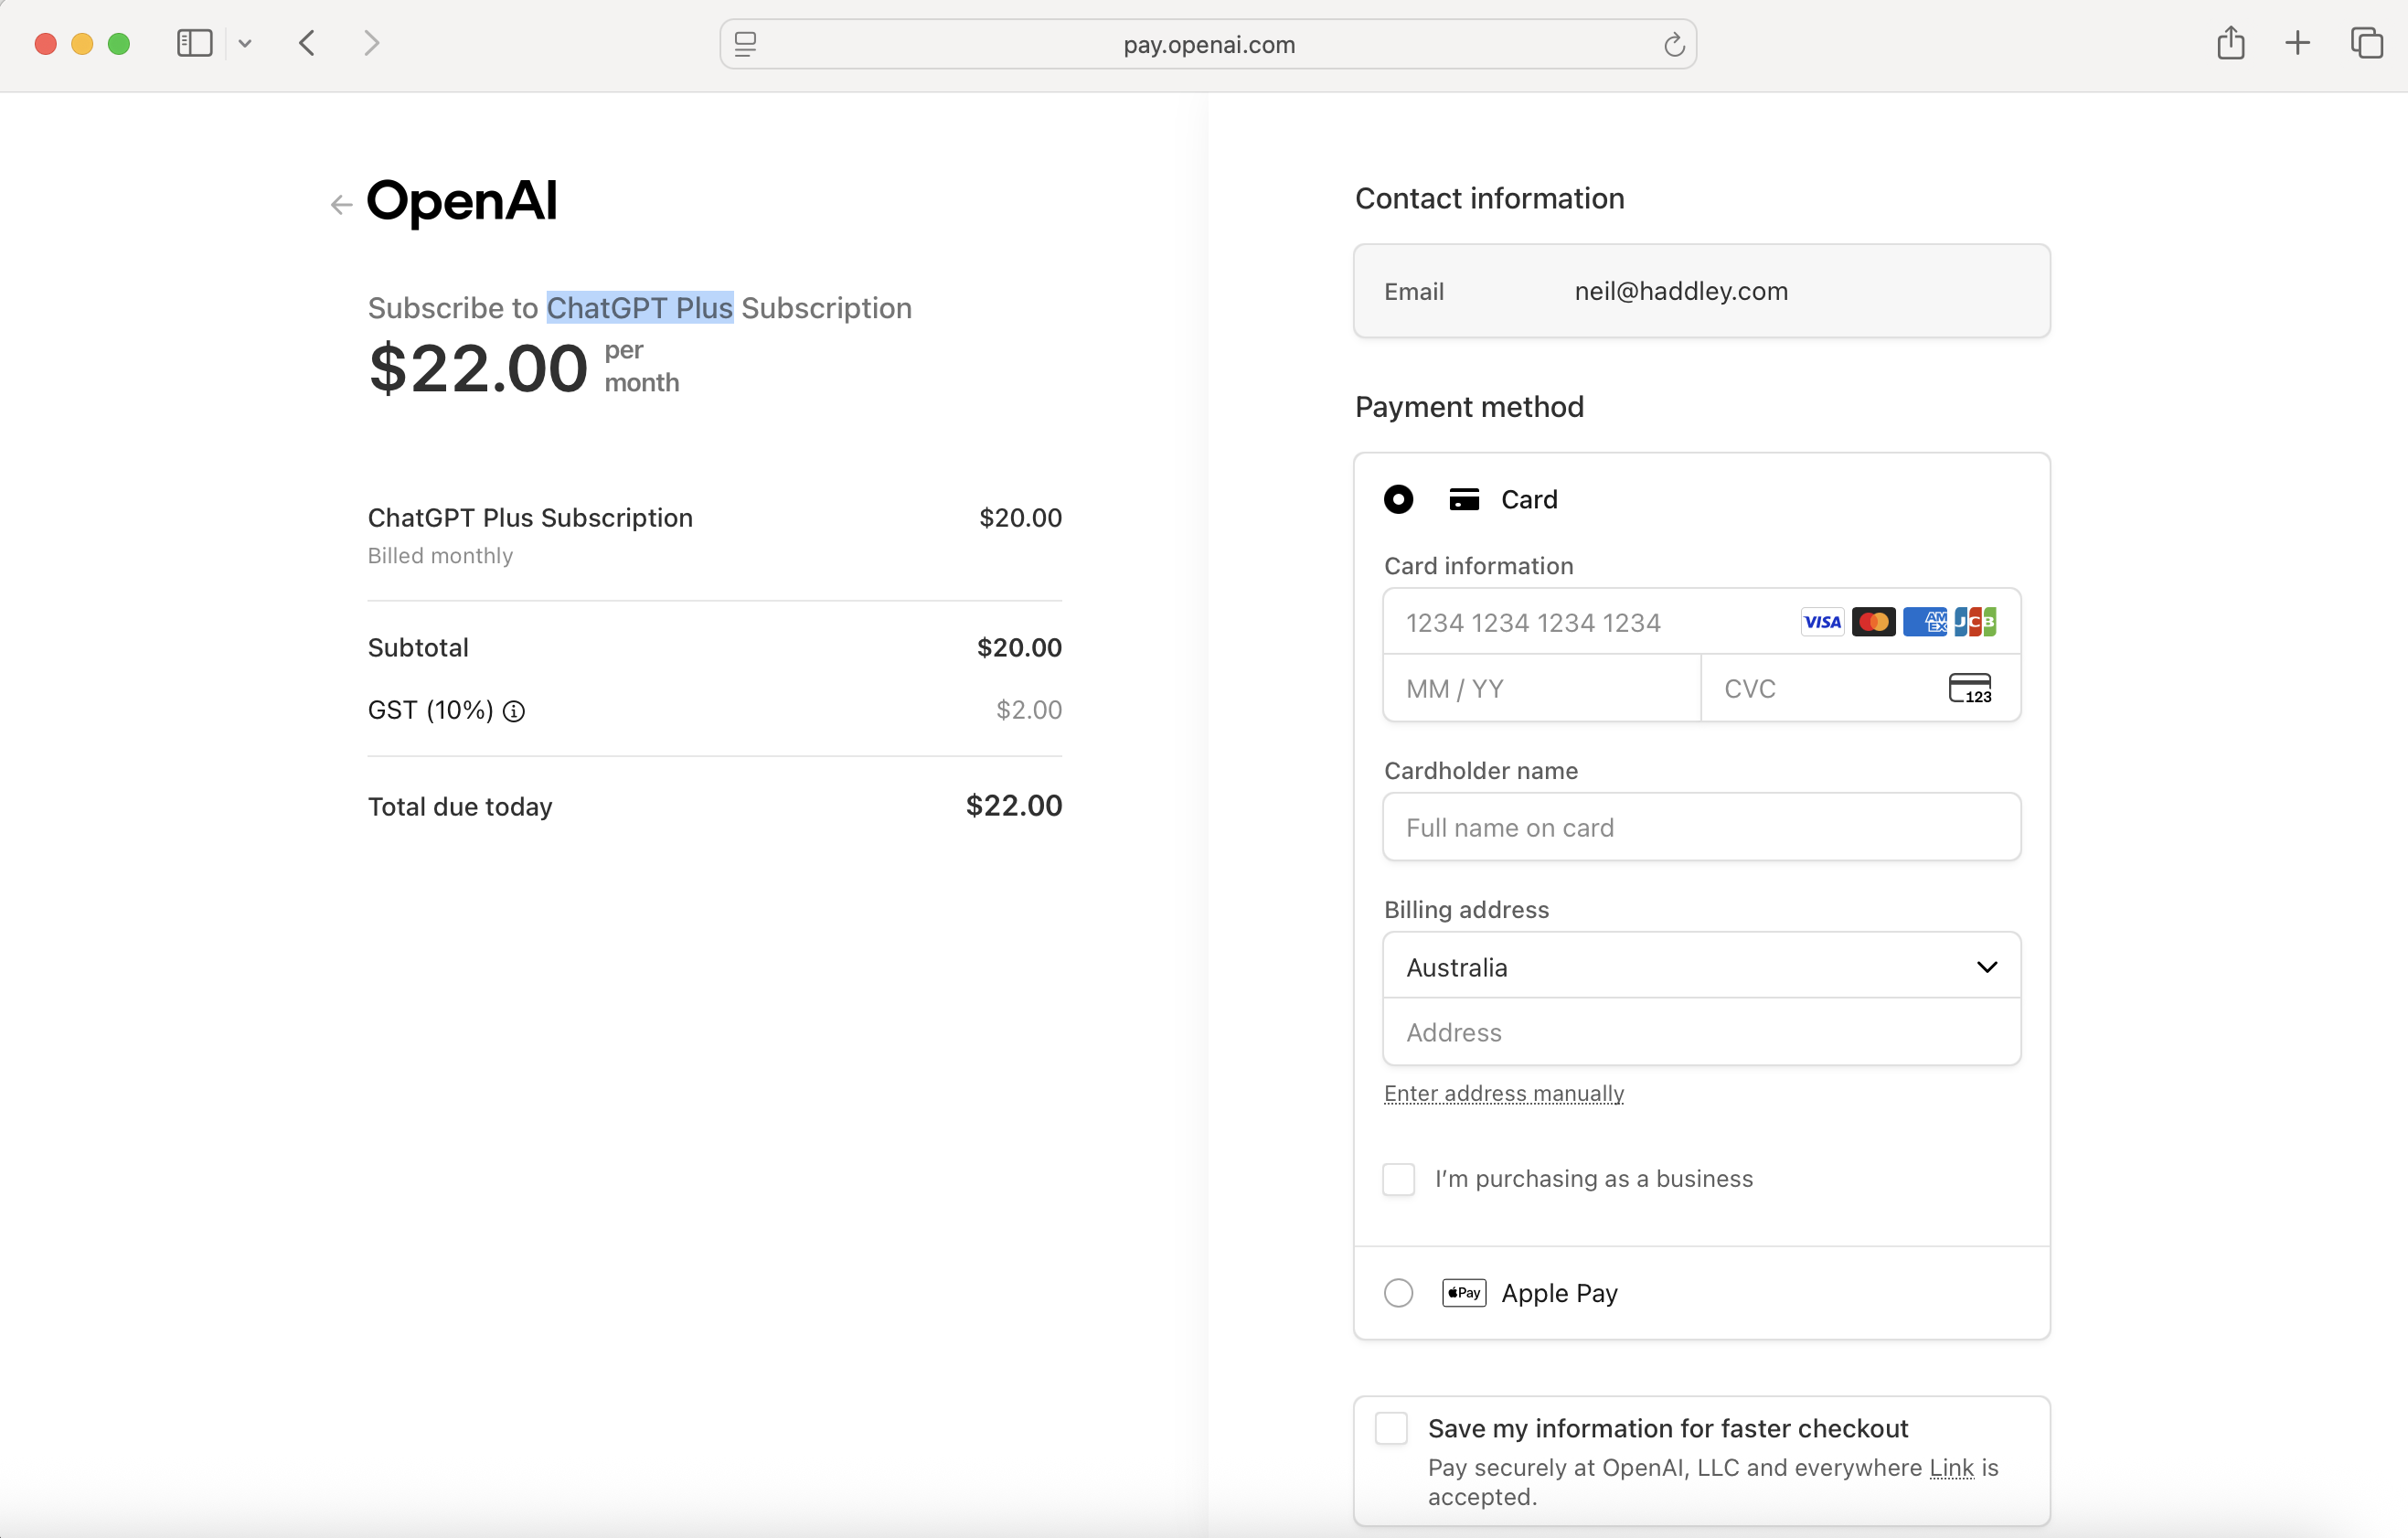 pay.openai.com
OpenAI
Subscribe to ChatGPT Plus Subscription
$22.00 per
month
ChatGPT Plus Subscription $20.00
Billed monthly
Subtotal $20.00
GST (10%) $2.00
Total due today $22.00
Contact information
Email neil@haddley.com
Payment method
Card
Card information
1234 1234 1234 1234 VISA AM EX JCB
MM / YY CVC 123
Cardholder name
Full name on card
Billing address
Australia
Address
Enter address manually
I’m purchasing as a business
Pay Apple Pay
Save my information for faster checkout
Pay securely at OpenAI, LLC and everywhere Link is
accepted.